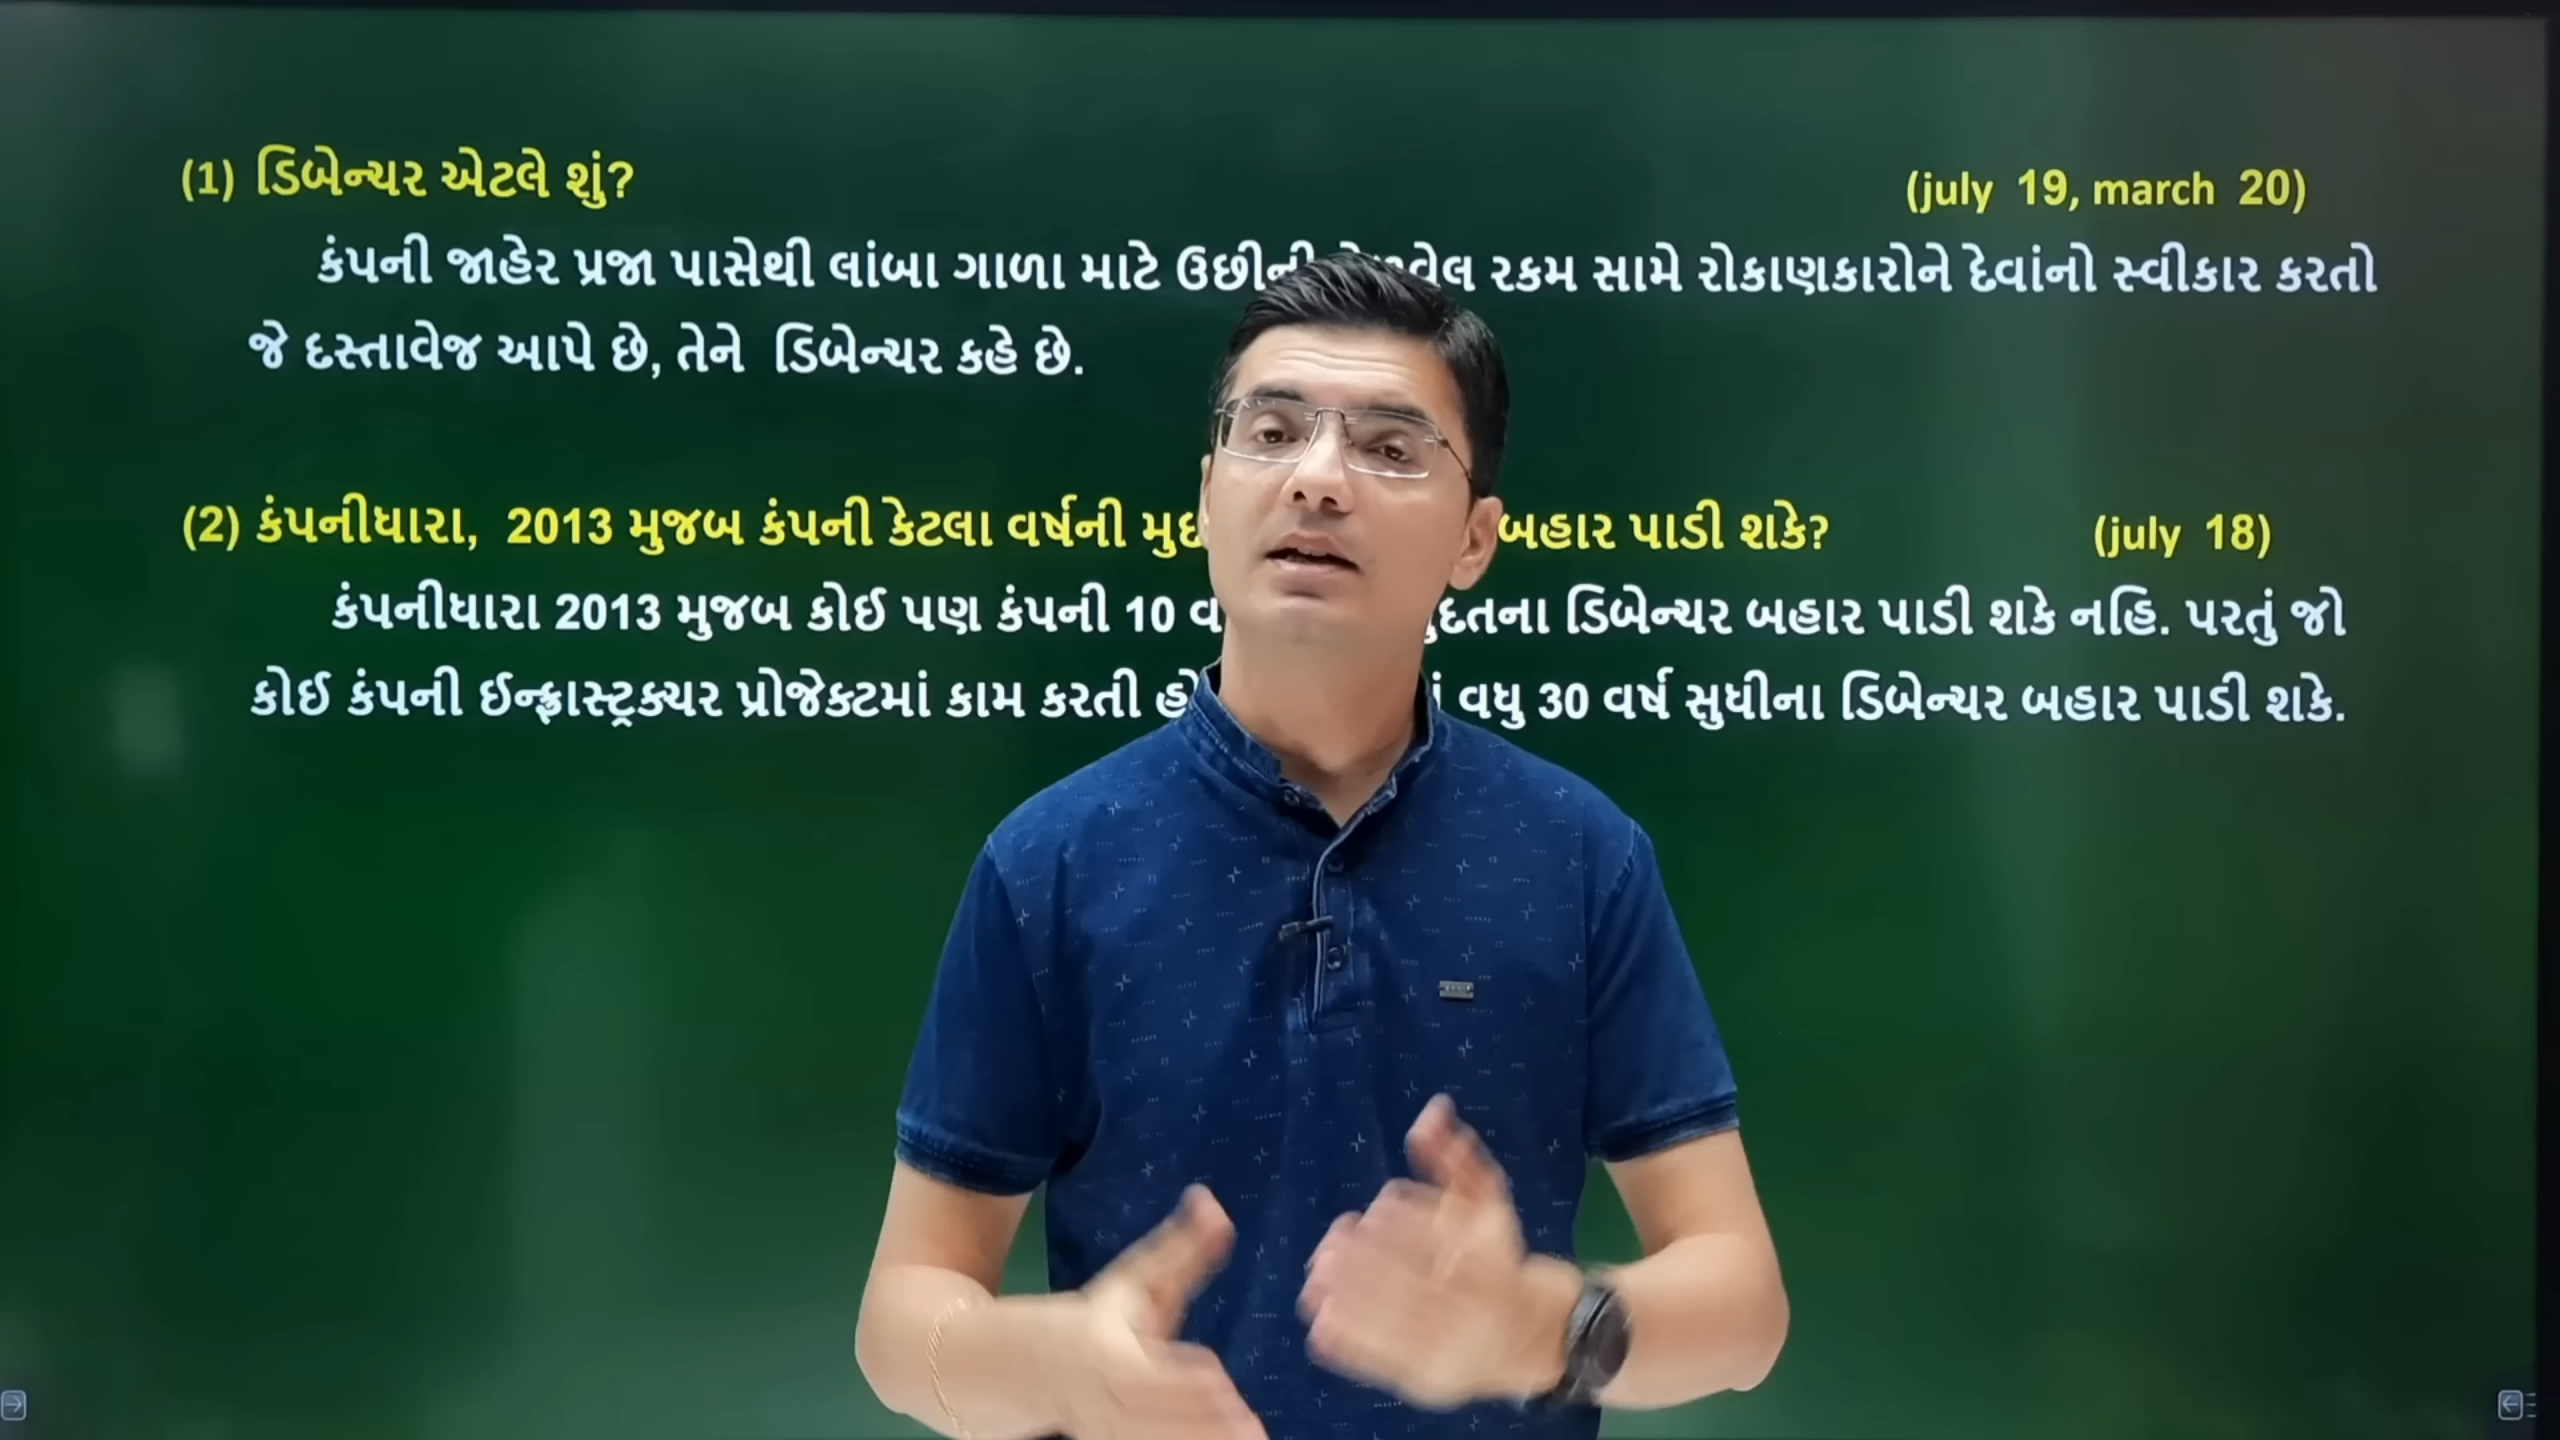 (1) ડિબેન્ચર એટલે શું? (july 19, march 20)
કંપની જાહેર પ્રજા પાસેથી લાંબા ગાળા માટે રકમ સામે રોકાણકારોને દેવાંનો સ્વીકાર કરતો
જે દસ્તાવેજ આપે છે, તેને ડિબેન્ચર કહે છે.
(2) કંપનીધારા, 2013 મુજબ કંપની કેટલા વર્ષની બહાર પાડી શકે? (july 18)
કંપનીધારા 2013 મુજબ કોઈ પણ કંપની 10 ડિબેન્ચર બહાર પાડી શકે નહિ. પરતું જો
કોઈ કંપની ઈન્ફ્રાસ્ટ્રક્ચર પ્રોજેક્ટમાં કામ કરતી વધુ 30 વર્ષ સુધીના ડિબેન્ચર બહાર પાડી શકે.